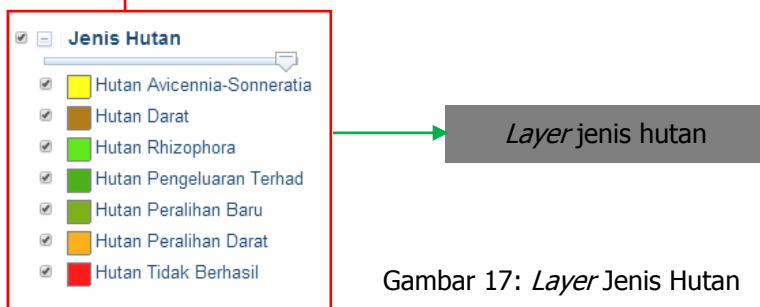 Jenis Hutan
Hutan Avicennia-Sonneratia
Hutan Darat
Hutan Rhizophora
Hutan Pengeluaran Terhad
Hutan Peralihan Baru
Hutan Peralihan Darat
Hutan Tidak Berhasil
Layer jenis hutan
Gambar 17: Layer Jenis Hutan